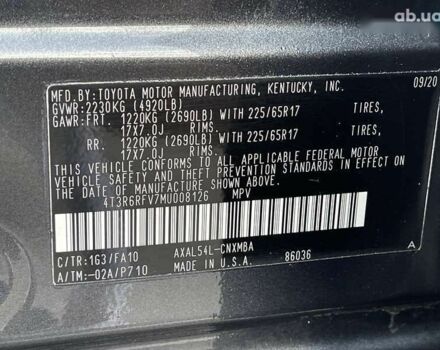 ab.ua
MFD.BY:TOYOTA MOTOR MANUFACTURING, KENTUCKY, INC. 09/20
GVWR:2230KG (4920LB)
GAWR:FRT. 1220KG (2690LB) WITH 225/65R17 TIRES,
17X7.0J RIMS.
RR. 1220KG (2690LB) WITH 225/65R17 TIRES,
17X7.0J RIMS.
THIS VEHICLE CONFORMS TO ALL APPLICABLE FEDERAL MOTOR
VEHICLE SAFETY AND THEFT PREVENTION STANDARDS IN EFFECT
ON THE DATE OF MANUFACTURE SHOWN ABOVE.
4T3R6RFV7MU008126 MPV
C/TR:1G3/FA10 AXAL54L-CNXMBA A
A/TM:-02A/P710 MADE IN U.S.A. 86036